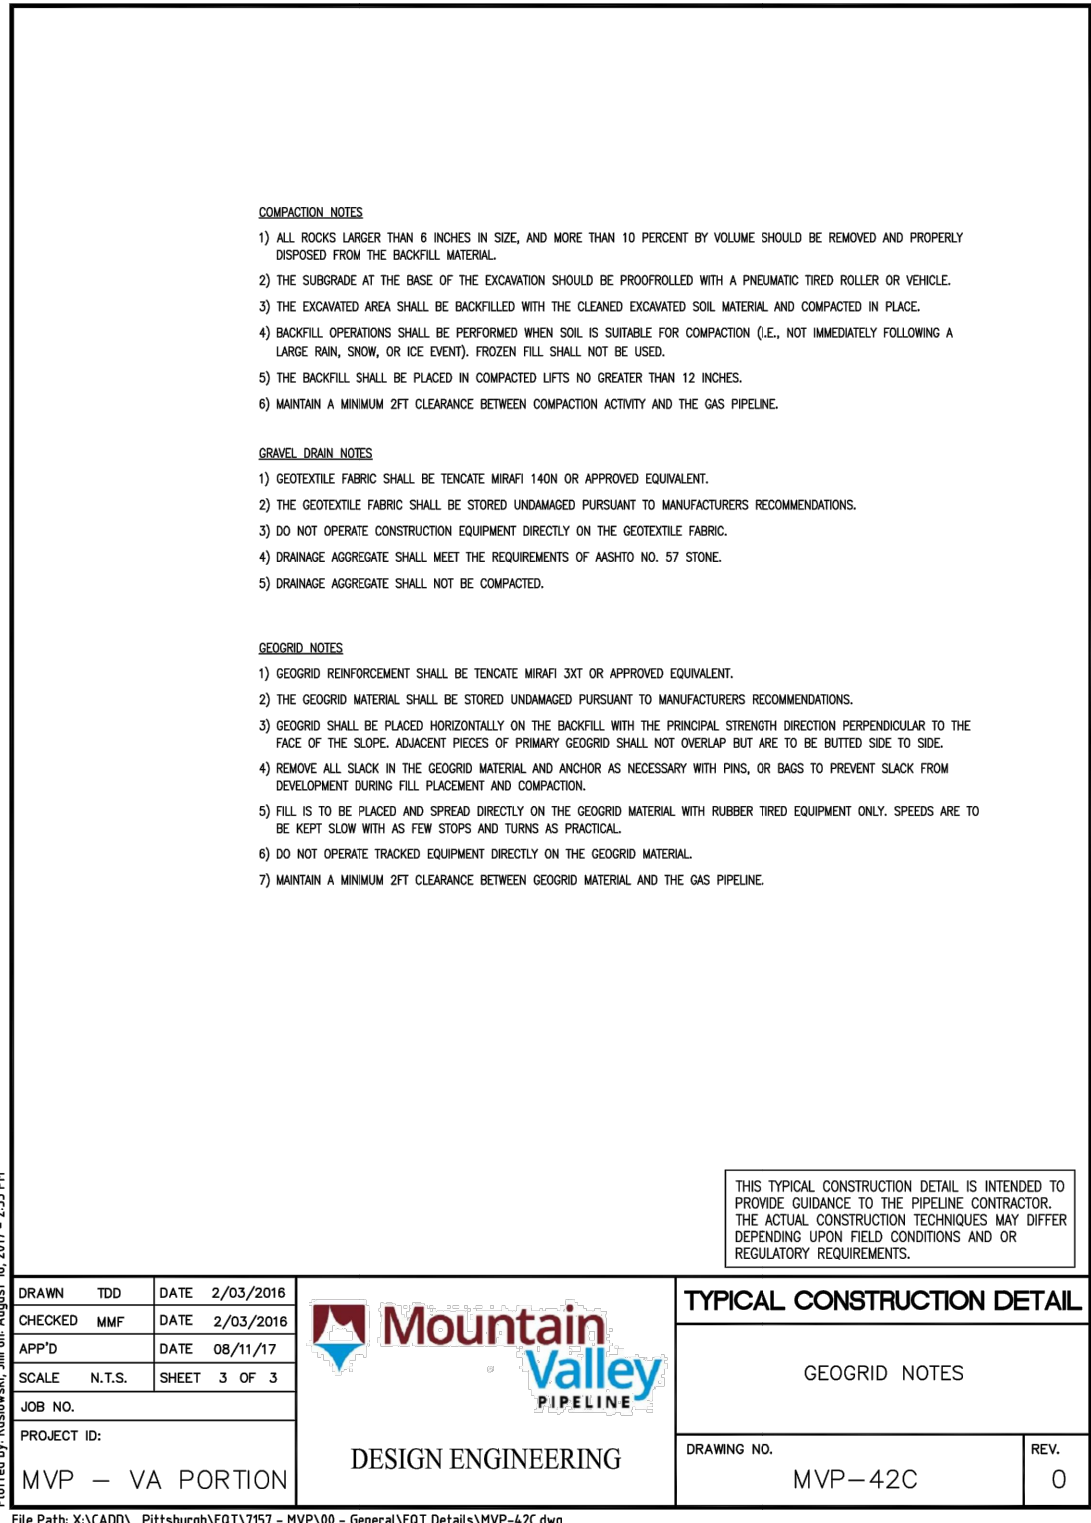 COMPACTION NOTES
1) ALL ROCKS LARGER THAN 6 INCHES IN SIZE, AND MORE THAN 10 PERCENT BY VOLUME SHOULD BE REMOVED AND PROPERLY
DISPOSED FROM THE BACKFILL MATERIAL.
2) THE SUBGRADE AT THE BASE OF THE EXCAVATION SHOULD BE PROOFROLLED WITH A PNEUMATIC TIRED ROLLER OR VEHICLE.
3) THE EXCAVATED AREA SHALL BE BACKFILLED WITH THE CLEANED EXCAVATED SOIL MATERIAL AND COMPACTED IN PLACE.
4) BACKFILL OPERATIONS SHALL BE PERFORMED WHEN SOIL IS SUITABLE FOR COMPACTION (I.E., NOT IMMEDIATELY FOLLOWING A
LARGE RAIN, SNOW, OR ICE EVENT). FROZEN FILL SHALL NOT BE USED.
5) THE BACKFILL SHALL BE PLACED IN COMPACTED LIFTS NO GREATER THAN 12 INCHES.
6) MAINTAIN A MINIMUM 2FT CLEARANCE BETWEEN COMPACTION ACTIVITY AND THE GAS PIPELINE.
GRAVEL DRAIN NOTES
1) GEOTEXTILE FABRIC SHALL BE TENCATE MIRAFI 140N OR APPROVED EQUIVALENT.
2) THE GEOTEXTILE FABRIC SHALL BE STORED UNDAMAGED PURSUANT TO MANUFACTURERS RECOMMENDATIONS.
3) DO NOT OPERATE CONSTRUCTION EQUIPMENT DIRECTLY ON THE GEOTEXTILE FABRIC.
4) DRAINAGE AGGREGATE SHALL MEET THE REQUIREMENTS OF AASHTO NO. 57 STONE.
5) DRAINAGE AGGREGATE SHALL NOT BE COMPACTED.
GEOGRID NOTES
1) GEOGRID REINFORCEMENT SHALL BE TENCATE MIRAFI 3XT OR APPROVED EQUIVALENT.
2) THE GEOGRID MATERIAL SHALL BE STORED UNDAMAGED PURSUANT TO MANUFACTURERS RECOMMENDATIONS.
3) GEOGRID SHALL BE PLACED HORIZONTALLY ON THE BACKFILL WITH THE PRINCIPAL STRENGTH DIRECTION PERPENDICULAR TO THE
FACE OF THE SLOPE. ADJACENT PIECES OF PRIMARY GEOGRID SHALL NOT OVERLAP BUT ARE TO BE BUTTED SIDE TO SIDE.
4) REMOVE ALL SLACK IN THE GEOGRID MATERIAL AND ANCHOR AS NECESSARY WITH PINS, OR BAGS TO PREVENT SLACK FROM
DEVELOPMENT DURING FILL PLACEMENT AND COMPACTION.
5) FILL IS TO BE PLACED AND SPREAD DIRECTLY ON THE GEOGRID MATERIAL WITH RUBBER TIRED EQUIPMENT ONLY. SPEEDS ARE TO
BE KEPT SLOW WITH AS FEW STOPS AND TURNS AS PRACTICAL.
6) DO NOT OPERATE TRACKED EQUIPMENT DIRECTLY ON THE GEOGRID MATERIAL.
7) MAINTAIN A MINIMUM 2FT CLEARANCE BETWEEN GEOGRID MATERIAL AND THE GAS PIPELINE.
THIS TYPICAL CONSTRUCTION DETAIL IS INTENDED TO
PROVIDE GUIDANCE TO THE PIPELINE CONTRACTOR.
THE ACTUAL CONSTRUCTION TECHNIQUES MAY DIFFER
DEPENDING UPON FIELD CONDITIONS AND OR
REGULATORY REQUIREMENTS.
DRAWN TDD DATE 2/03/2016
CHECKED MMF DATE 2/03/2016
APP'D DATE 08/11/17
SCALE N.T.S. SHEET 3 OF 3
JOB NO.
PROJECT ID:
MVP – VA PORTION
Mountain
Valley
PIPELINE
DESIGN ENGINEERING
TYPICAL CONSTRUCTION DETAIL
GEOGRID NOTES
DRAWING NO.
MVP–42C
REV.
0
File Path: X:\CADD\_Pittsburgh\EQT\7157 - MVP\00 - General\EQT Details\MVP-42C.dwg